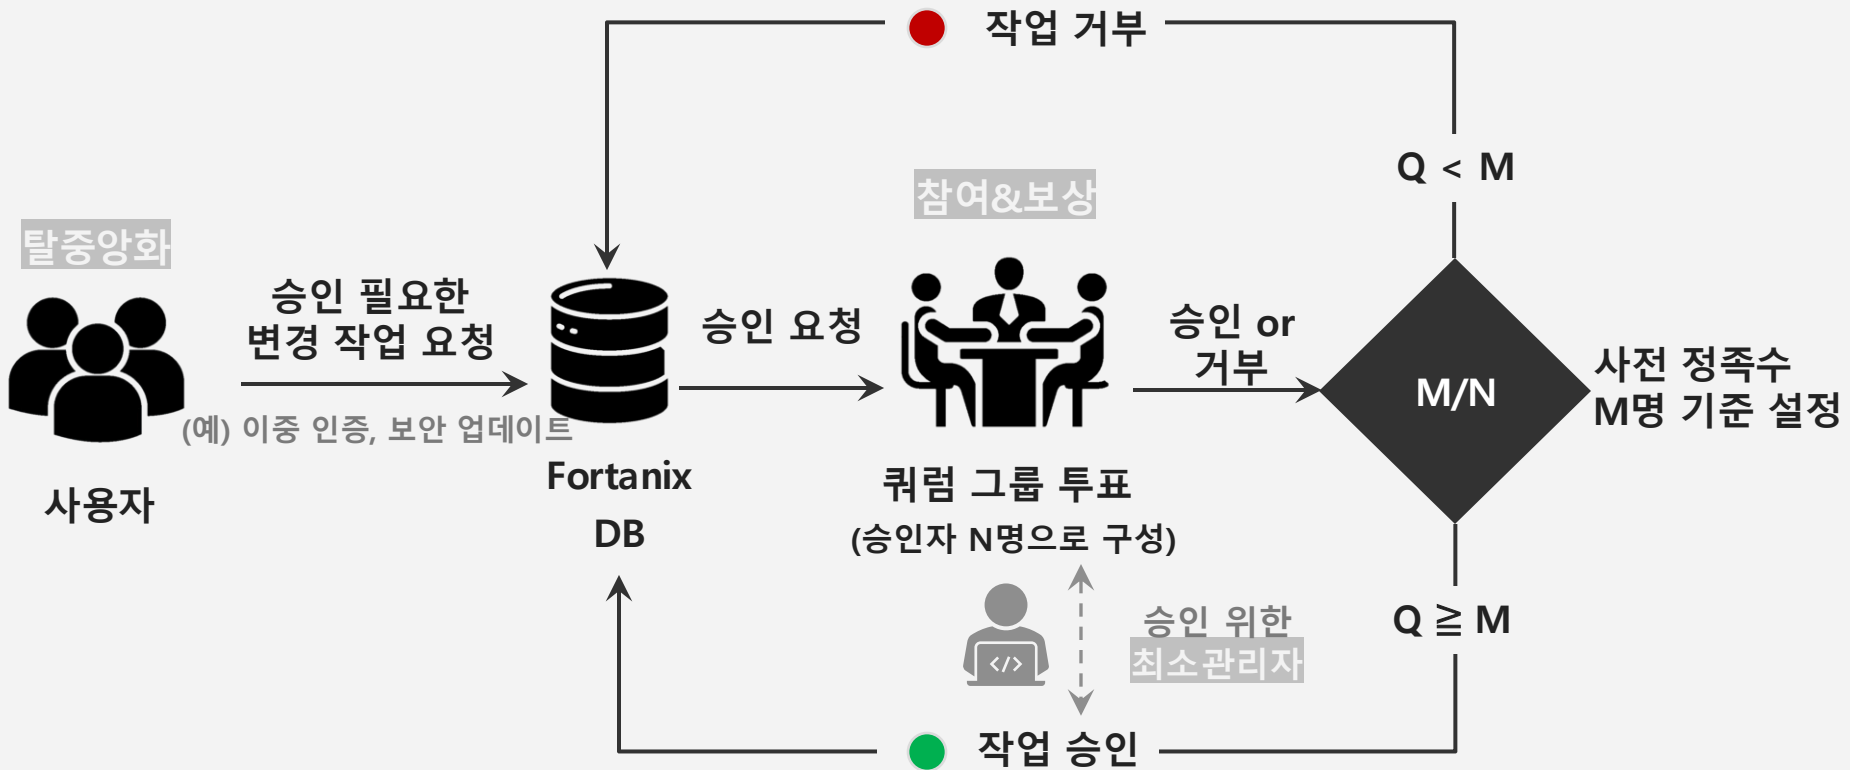 작업 거부
Q < M
참여&보상
탈중앙화
승인 필요한
변경 작업 요청
(예) 이중 인증, 보안 업데이트
사용자
Fortanix
DB
승인 요청
쿼럼 그룹 투표
(승인자 N명으로 구성)
승인 or
거부
M/N
사전 정족수
M명 기준 설정
승인 위한
최소관리자
</>
Q ≧ M
작업 승인